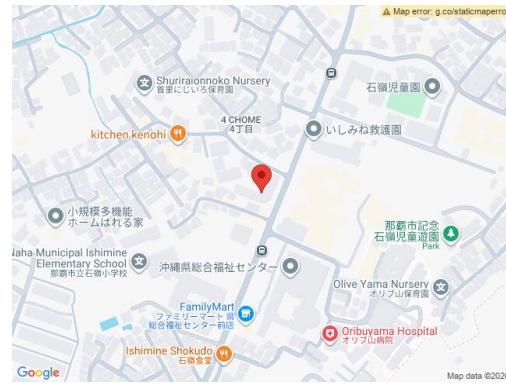 Map error: g.co/staticmaperro
Shuriraionnoko Nursery
首里にじいろ保育園
石嶺児童園
4 CHOME
4丁目
いしみね救護園
kitchen kenohi
小規模多機能
ホームはれる家
那覇市記念
石嶺児童遊園
Park
Naha Municipal Ishimine
Elementary School
那覇市立石嶺小学校
沖縄県総合福祉センター
Olive Yama Nursery
オリブ山保育園
FamilyMart
ファミリーマート 県
総合福祉センター前店
Oribuyama Hospital
オリブ山病院
Ishimine Shokudo
石嶺食堂
Google
Map data ©2026